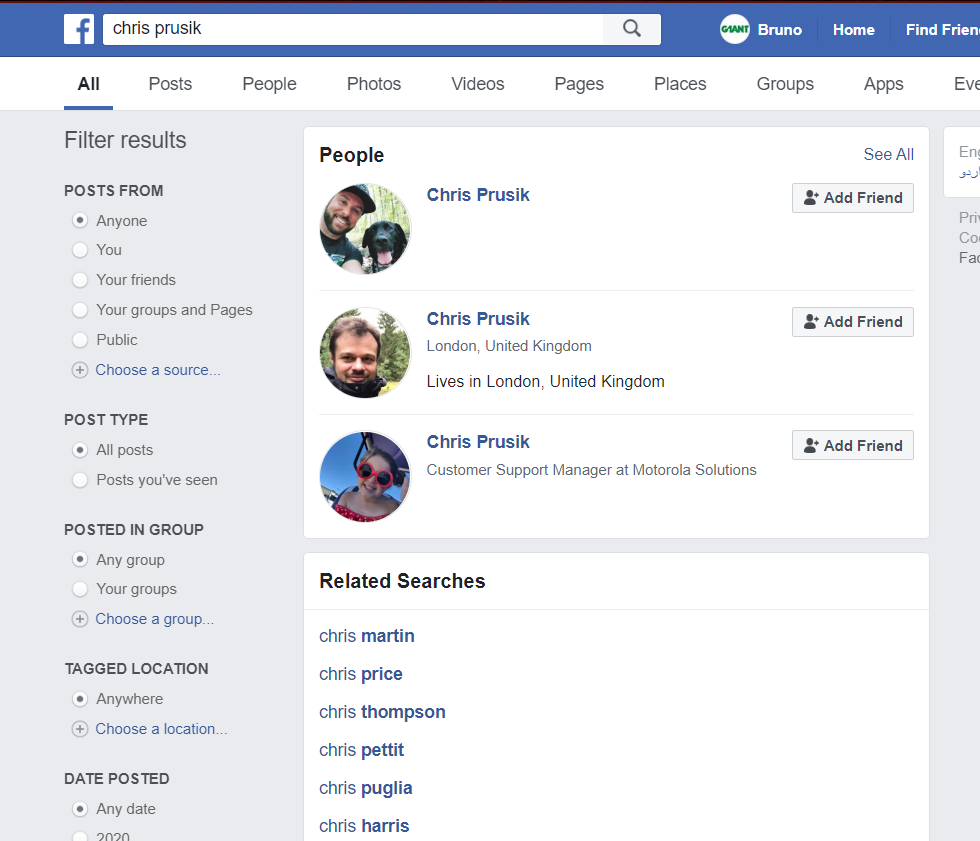 chris prusik
GIANT
Bruno
Home
Find Frien
All
Posts
People
Photos
Videos
Pages
Places
Groups
Apps
Eve
Filter results
POSTS FROM
Anyone
You
Your friends
Your groups and Pages
Public
Choose a source...
POST TYPE
All posts
Posts you've seen
POSTED IN GROUP
Any group
Your groups
Choose a group...
TAGGED LOCATION
Anywhere
Choose a location...
DATE POSTED
Any date
2020
People
See All
Chris Prusik
Add Friend
Chris Prusik
Add Friend
London, United Kingdom
Lives in London, United Kingdom
Chris Prusik
Add Friend
Customer Support Manager at Motorola Solutions
Related Searches
chris martin
chris price
chris thompson
chris pettit
chris puglia
chris harris
Eng
اردو
Priv
Coo
Fac